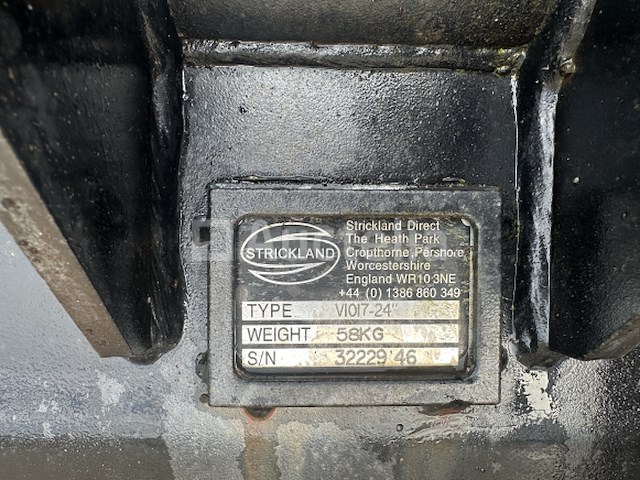 STRICKLAND
Strickland Direct
The Heath Park
Cropthorne, Pershore
Worcestershire
England WR10 3NE
+44 (0) 1386 860 349
TYPE VIO17-24"
WEIGHT 58KG
S/N 32229 46